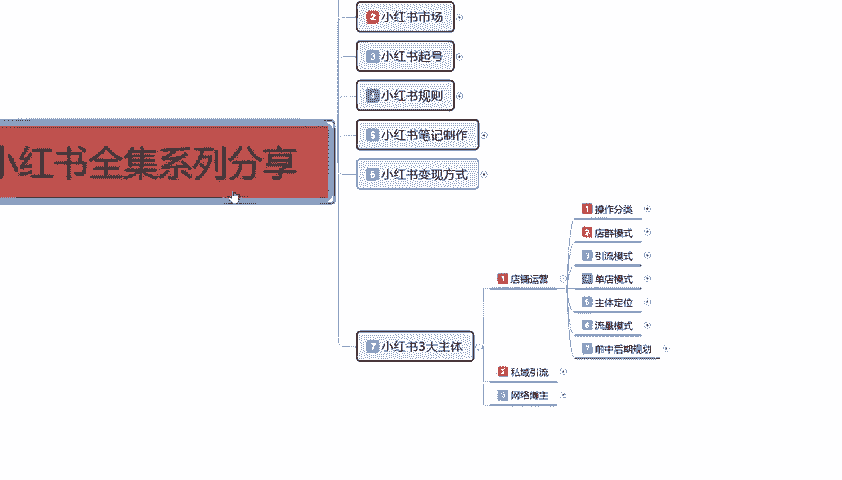 小红书全集系列分享
2 小红书市场
3 小红书起号
4 小红书规则
5 小红书笔记制作
6 小红书变现方式
7 小红书3大主体
1 店铺运营
1 操作分类
2 店群模式
3 引流模式
4 单店模式
5 主体定位
6 流量模式
7 前中后期规划
2 私域引流
3 网络博主